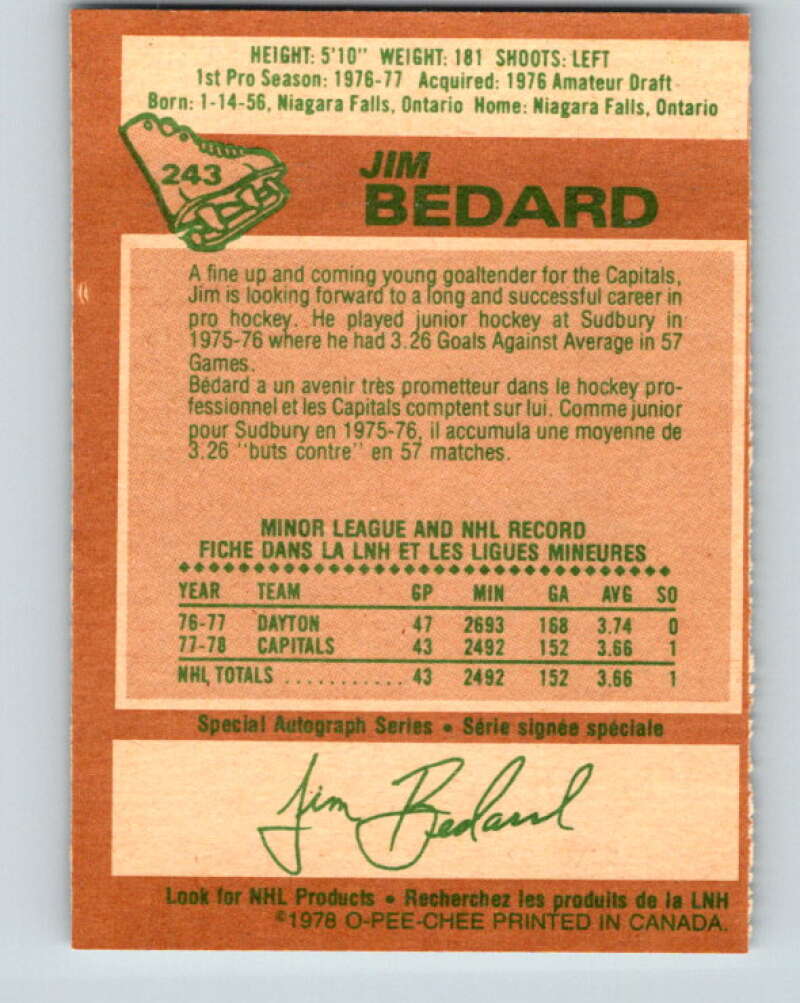 HEIGHT: 5'10" WEIGHT: 181 SHOOTS: LEFT
1st Pro Season: 1976-77 Acquired: 1976 Amateur Draft
Born: 1-14-56, Niagara Falls, Ontario Home: Niagara Falls, Ontario
243
JIM
BEDARD
A fine up and coming young goaltender for the Capitals,
Jim is looking forward to a long and successful career in
pro hockey. He played junior hockey at Sudbury in
1975-76 where he had 3.26 Goals Against Average in 57
Games.
Bédard a un avenir très prometteur dans le hockey pro-
fessionnel et les Capitals comptent sur lui. Comme junior
pour Sudbury en 1975-76, il accumula une moyenne de
3.26 "buts contre" en 57 matches.
MINOR LEAGUE AND NHL RECORD
FICHE DANS LA LNH ET LES LIGUES MINEURES
YEAR TEAM GP MIN GA AVG SO
76-77 DAYTON 47 2693 168 3.74 0
77-78 CAPITALS 43 2492 152 3.66 1
NHL TOTALS ............ 43 2492 152 3.66 1
Special Autograph Series • Série signée spéciale
Jim Bedard
Look for NHL Products • Recherchez les produits de la LNH
©1978 O-PEE-CHEE PRINTED IN CANADA.